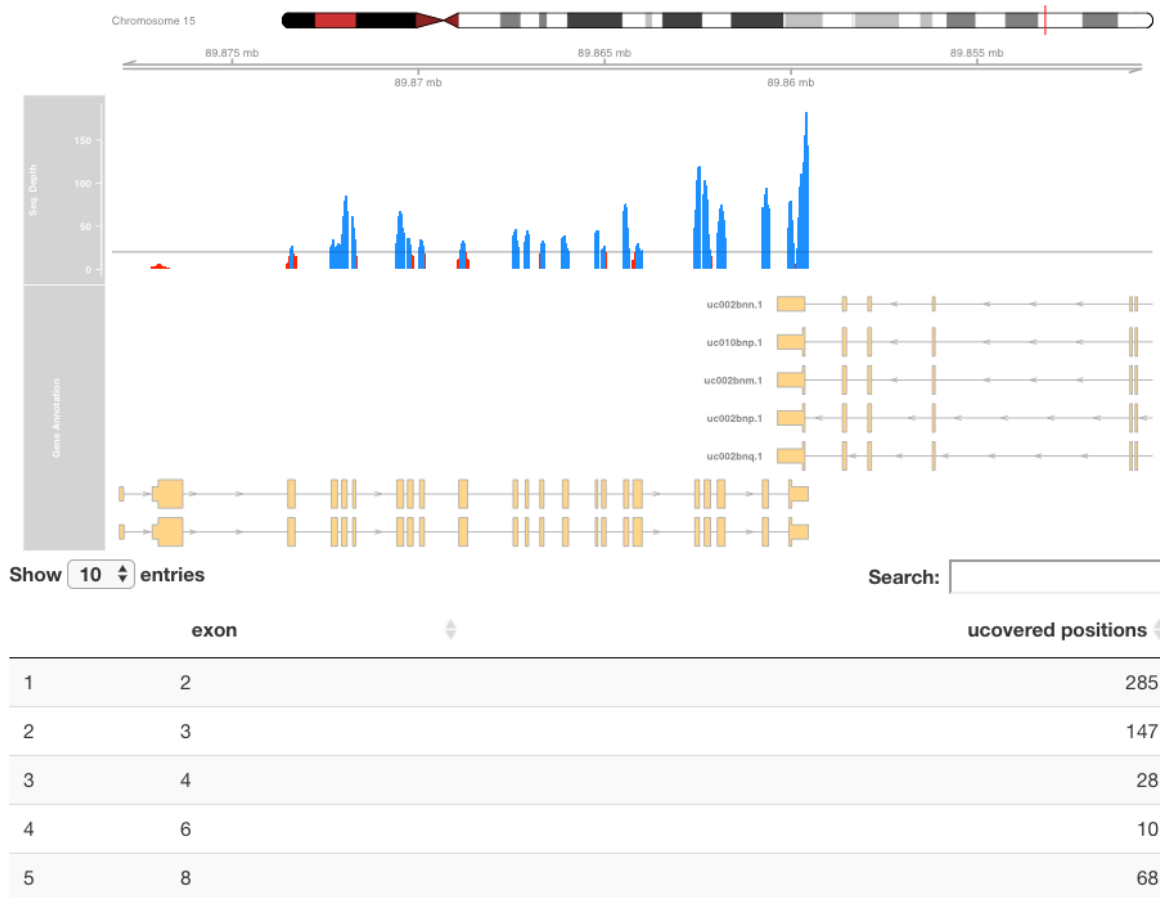 Chromosome 15
89.875 mb 89.865 mb 89.855 mb
89.87 mb 89.86 mb
Seq. Depth
150
100
50
0
Gene Annotation
uc002bnn.1
uc010bnp.1
uc002bnm.1
uc002bnp.1
uc002bnq.1
Show 10 entries Search:
exon ucovered positions
1 2 285
2 3 147
3 4 28
4 6 10
5 8 68